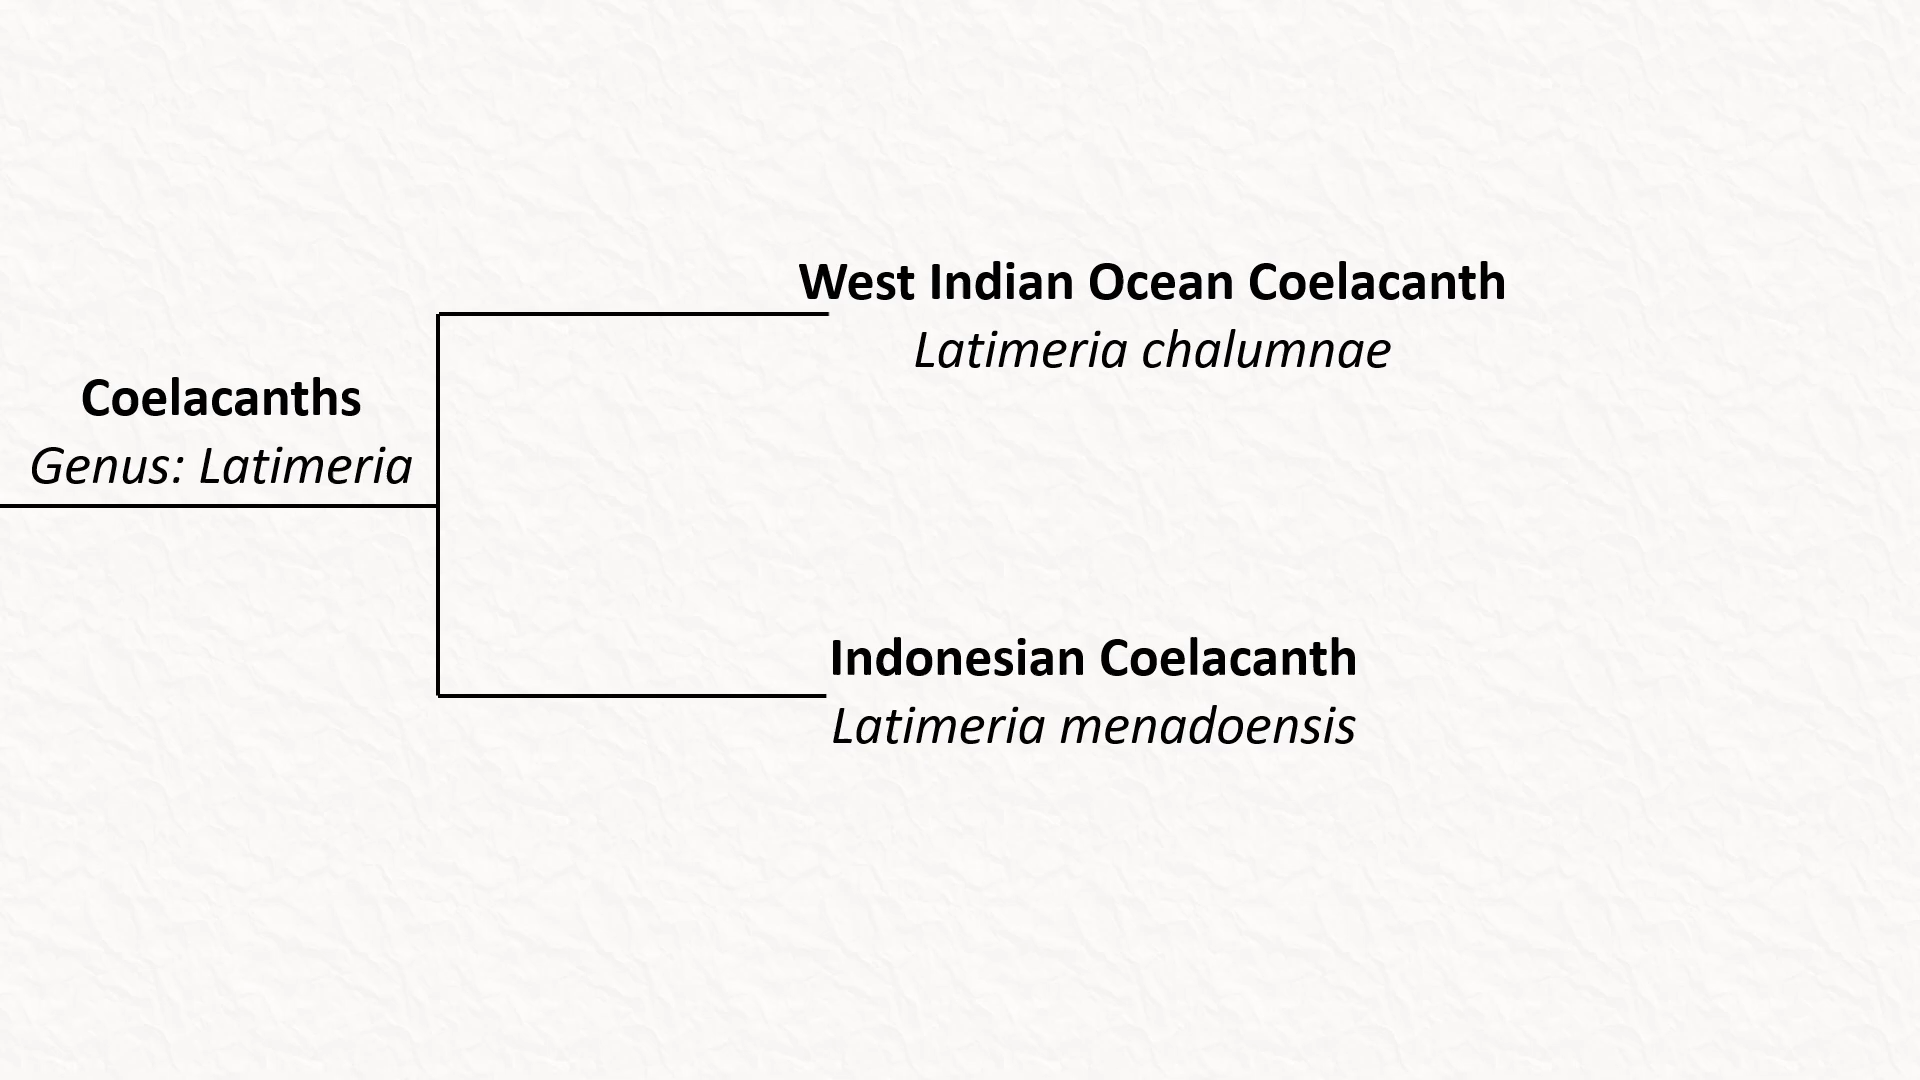 West Indian Ocean Coelacanth
Latimeria chalumnae
Coelacanths
Genus: Latimeria
Indonesian Coelacanth
Latimeria menadoensis